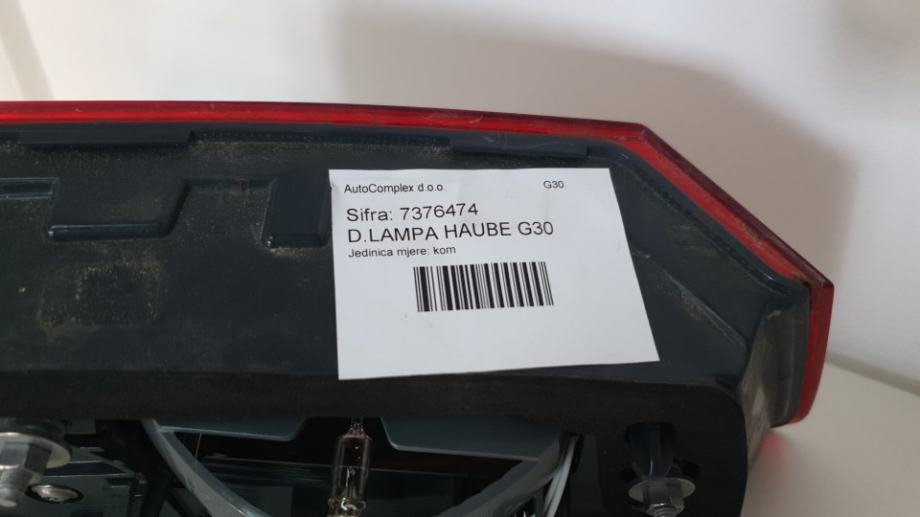 AutoComplex d.o.o. G30
Sifra: 7376474
D.LAMPA HAUBE G30
Jedinica mjere: kom